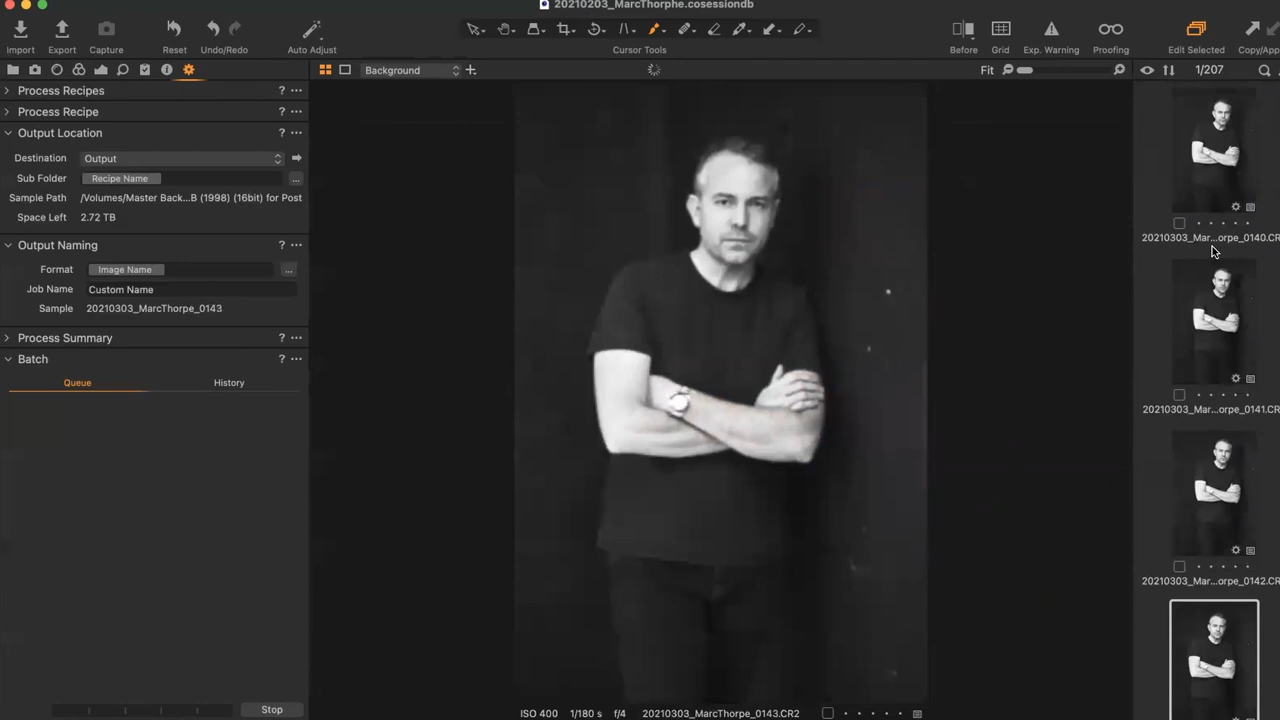 20210203_MarcThorphe.cosessiondb
Import Export Capture Reset Undo/Redo Auto Adjust Cursor Tools Before Grid Exp. Warning Proofing Edit Selected Copy/App
Background Fit 1/207
Process Recipes ? ...
Process Recipe ? ...
Output Location ? ...
Destination Output
Sub Folder Recipe Name ...
Sample Path /Volumes/Master Back...B (1998) (16bit) for Post
Space Left 2.72 TB
Output Naming ? ...
Format Image Name ...
Job Name Custom Name
Sample 20210303_MarcThorpe_0143
Process Summary ? ...
Batch ? ...
Queue History
Stop
20210303_Mar...orpe_0140.CR
20210303_Mar...orpe_0141.CR
20210303_Mar...orpe_0142.CR
ISO 400 1/180 s f/4 20210303_MarcThorpe_0143.CR2